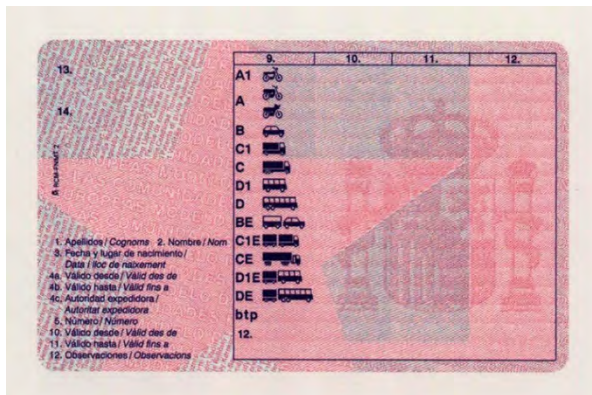 13.
14.
RCM-FNMT 2
1. Apellidos / Cognoms 2. Nombre / Nom
3. Fecha y lugar de nacimiento /
Data i lloc de naixement
4a. Válido desde / Vàlid des de
4b. Válido hasta / Vàlid fins a
4c. Autoridad expedidora /
Autoritat expedidora
5. Número / Número
10. Válido desde / Vàlid des de
11. Válido hasta / Vàlid fins a
12. Observaciones / Observacions
9. 10. 11. 12.
A1
A
B
C1
C
D1
D
BE
C1E
CE
D1E
DE
btp
12.